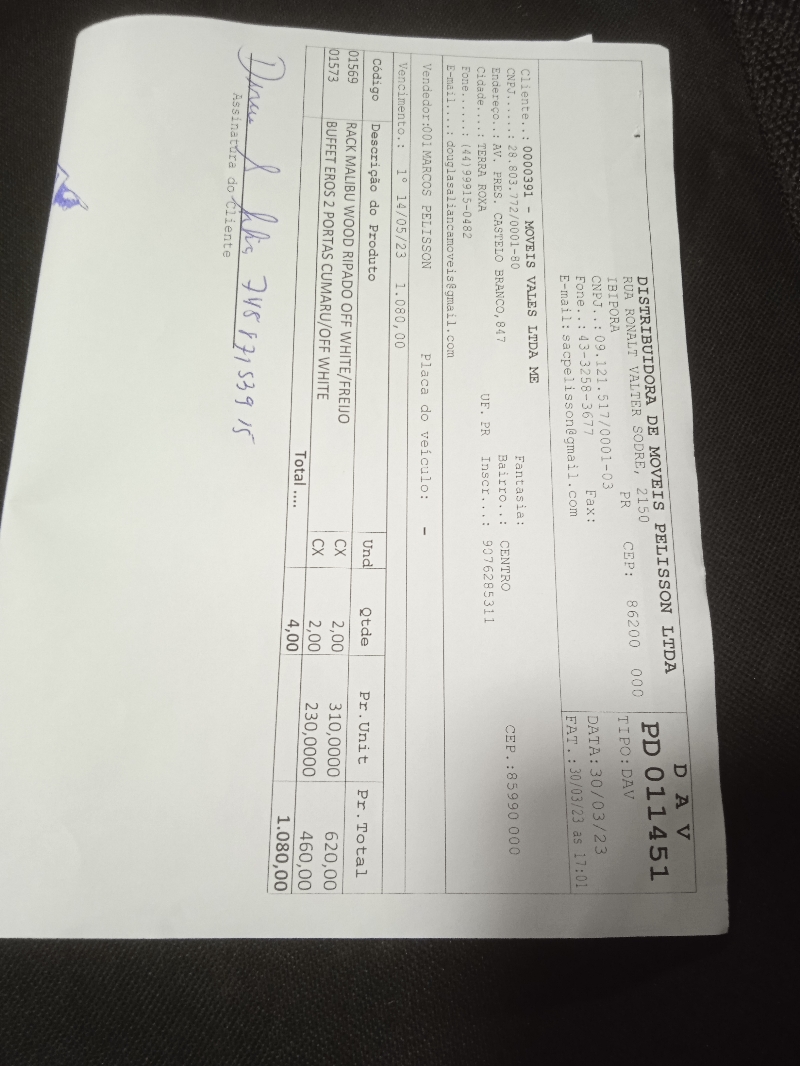 DISTRIBUIDORA DE MOVEIS PELISSON LTDA
RUA RONALT VALTER SODRE, 2150
IBIPORA PR CEP: 86200 000
CNPJ..: 09.121.517/0001-03
Fone..: 43-3258-3677 Fax:
E-mail: sacpelisson@gmail.com
D A V
PD 011451
TIPO:DAV
DATA:30/03/23
FAT.:30/03/23 as 17:01
Cliente..: 0000391 - MOVEIS VALES LTDA ME Fantasia:
CNPJ......: 28.803.772/0001-80
Endereço..: AV. PRES. CASTELO BRANCO,847 Bairro..: CENTRO CEP.:85990 000
Cidade....: TERRA ROXA UF. PR Inscr...: 9076285311
Fone......: (44)99915-0482
E-mail....: douglasaliancamoveis@gmail.com
Vendedor:001 MARCOS PELISSON Placa do veículo: -
Vencimento.: 1º 14/05/23 1.080,00
Código Descrição do Produto Und Qtde Pr.Unit Pr.Total
01569 RACK MALIBU WOOD RIPADO OFF WHITE/FREIJO CX 2,00 310,0000 620,00
01573 BUFFET EROS 2 PORTAS CUMARU/OFF WHITE CX 2,00 230,0000 460,00
Total .... 4,00 1.080,00
748 871539 15
Assinatura do Cliente